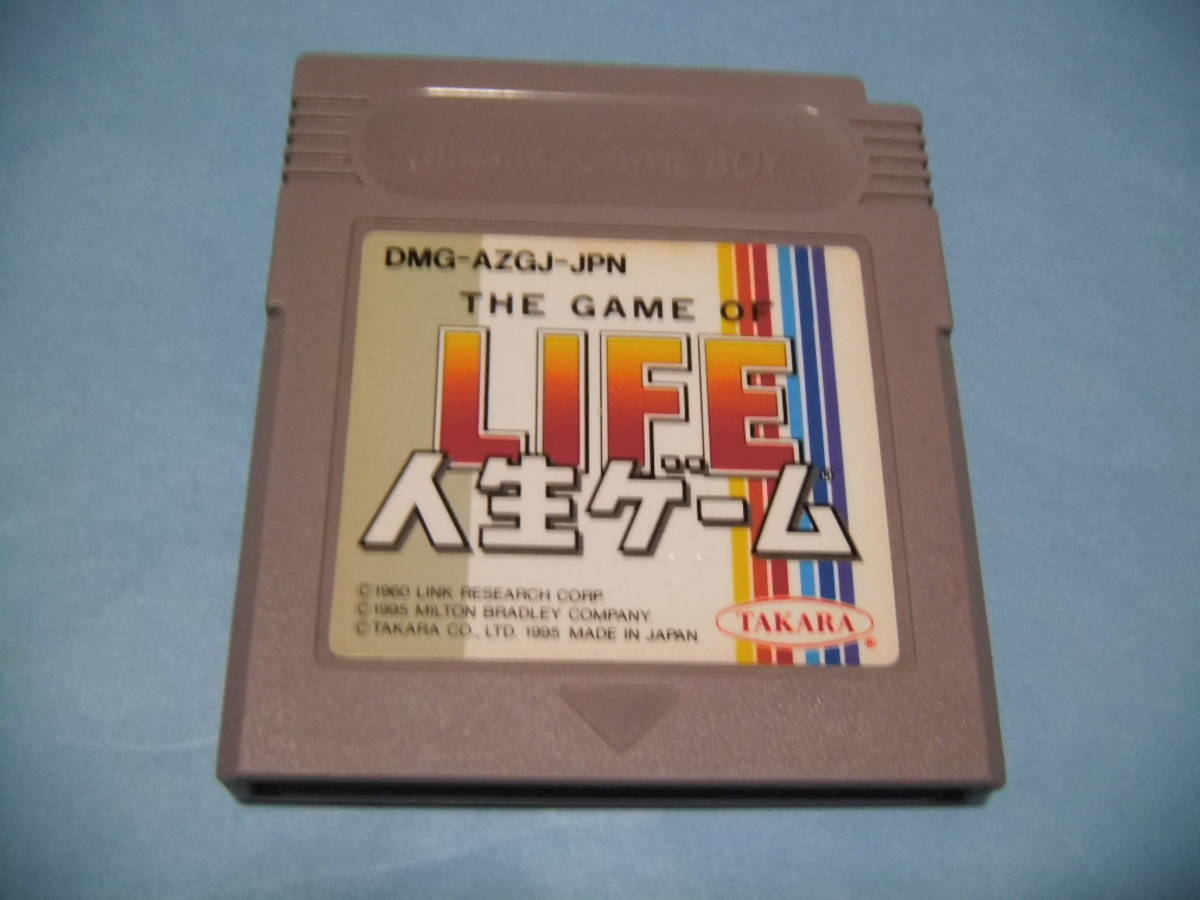 Nintendo GAME BOY
DMG-AZGJ-JPN
THE GAME OF
LIFE
人生ゲーム
©1960 LINK RESEARCH CORP.
©1995 MILTON BRADLEY COMPANY.
©TAKARA CO., LTD. 1995 MADE IN JAPAN
TAKARA®